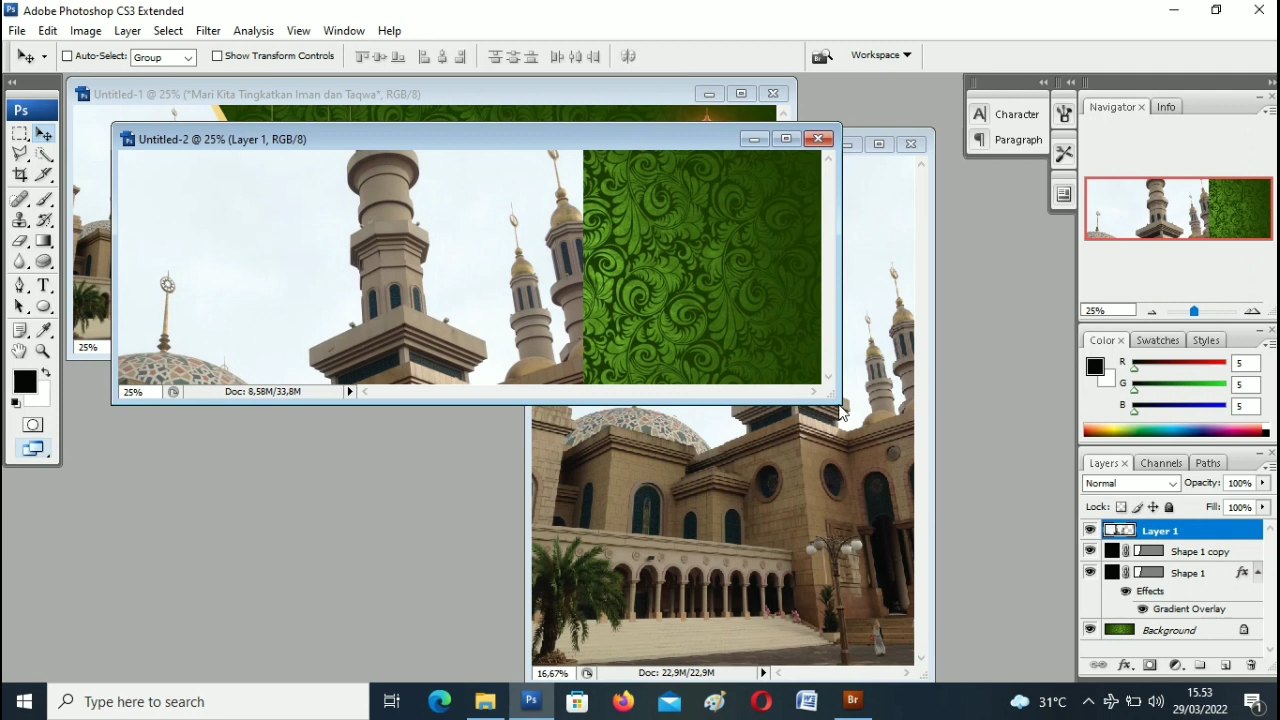 Adobe Photoshop CS3 Extended
File Edit Image Layer Select Filter Analysis View Window Help
Auto-Select: Group Show Transform Controls Workspace
Untitled-1 @ 25% (*Mari Kita Tingkatkan Iman dan Taqwa*, RGB/8)
Untitled-2 @ 25% (Layer 1, RGB/8)
Ps
25%
25%
Doc: 8,58M/33,8M
16,67%
Doc: 22,9M/22,9M
Character
Paragraph
Navigator Info
25%
Color Swatches Styles
R 5
G 5
B 5
Layers Channels Paths
Normal Opacity: 100%
Lock: Fill: 100%
Layer 1
Shape 1 copy
Shape 1 fx
Effects
Gradient Overlay
Background
Type here to search
31°C
15.53
29/03/2022